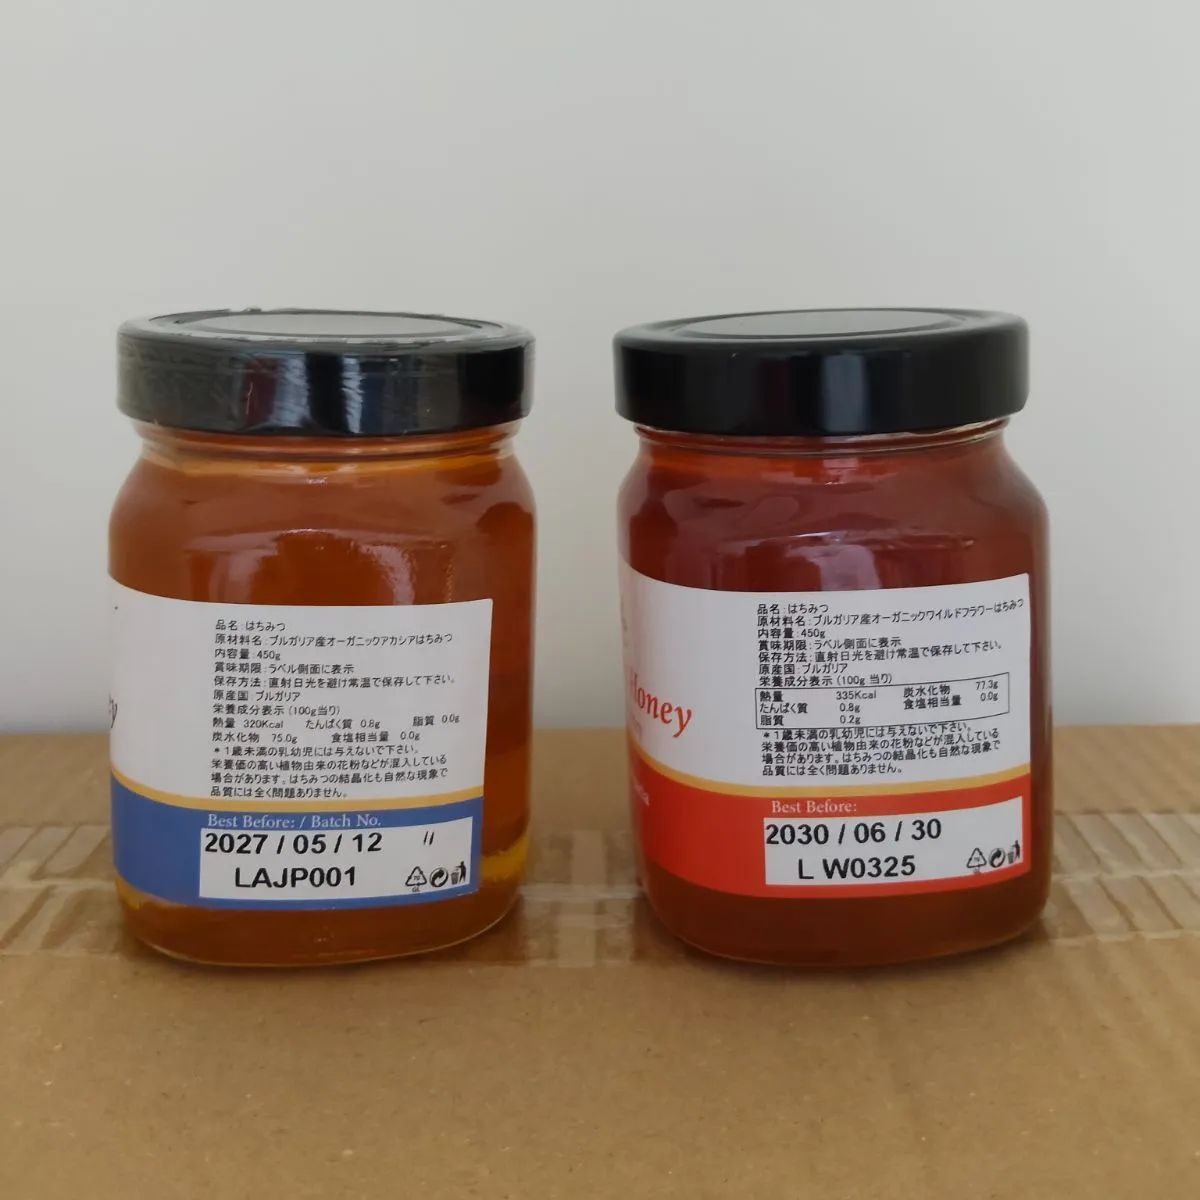 品名：はちみつ
原材料名：ブルガリア産オーガニックアカシアはちみつ
内容量：450g
賞味期限：ラベル側面に表示
保存方法：直射日光を避け常温で保存して下さい。
原産国：ブルガリア
栄養成分表示（100g当り）
熱量 320Kcal たんぱく質 0.8g 脂質 0.0g
炭水化物 75.0g 食塩相当量 0.0g
＊1歳未満の乳幼児には与えないで下さい。
栄養価の高い植物由来の花粉などが混入している
場合があります。はちみつの結晶化も自然な現象で
品質には全く問題ありません。
Best Before: / Batch No.
2027 / 05 / 12
LAJP001
品名：はちみつ
原材料名：ブルガリア産オーガニックワイルドフラワーはちみつ
内容量：450g
賞味期限：ラベル側面に表示
保存方法：直射日光を避け常温で保存して下さい。
原産国：ブルガリア
栄養成分表示（100g 当り）
熱量 335Kcal 炭水化物 77.3g
たんぱく質 0.8g 食塩相当量 0.0g
脂質 0.2g
＊1歳未満の乳幼児には与えないで下さい。
栄養価の高い植物由来の花粉などが混入している
場合があります。はちみつの結晶化も自然な現象で
品質には全く問題ありません。
Honey
Best Before:
2030 / 06 / 30
L W0325